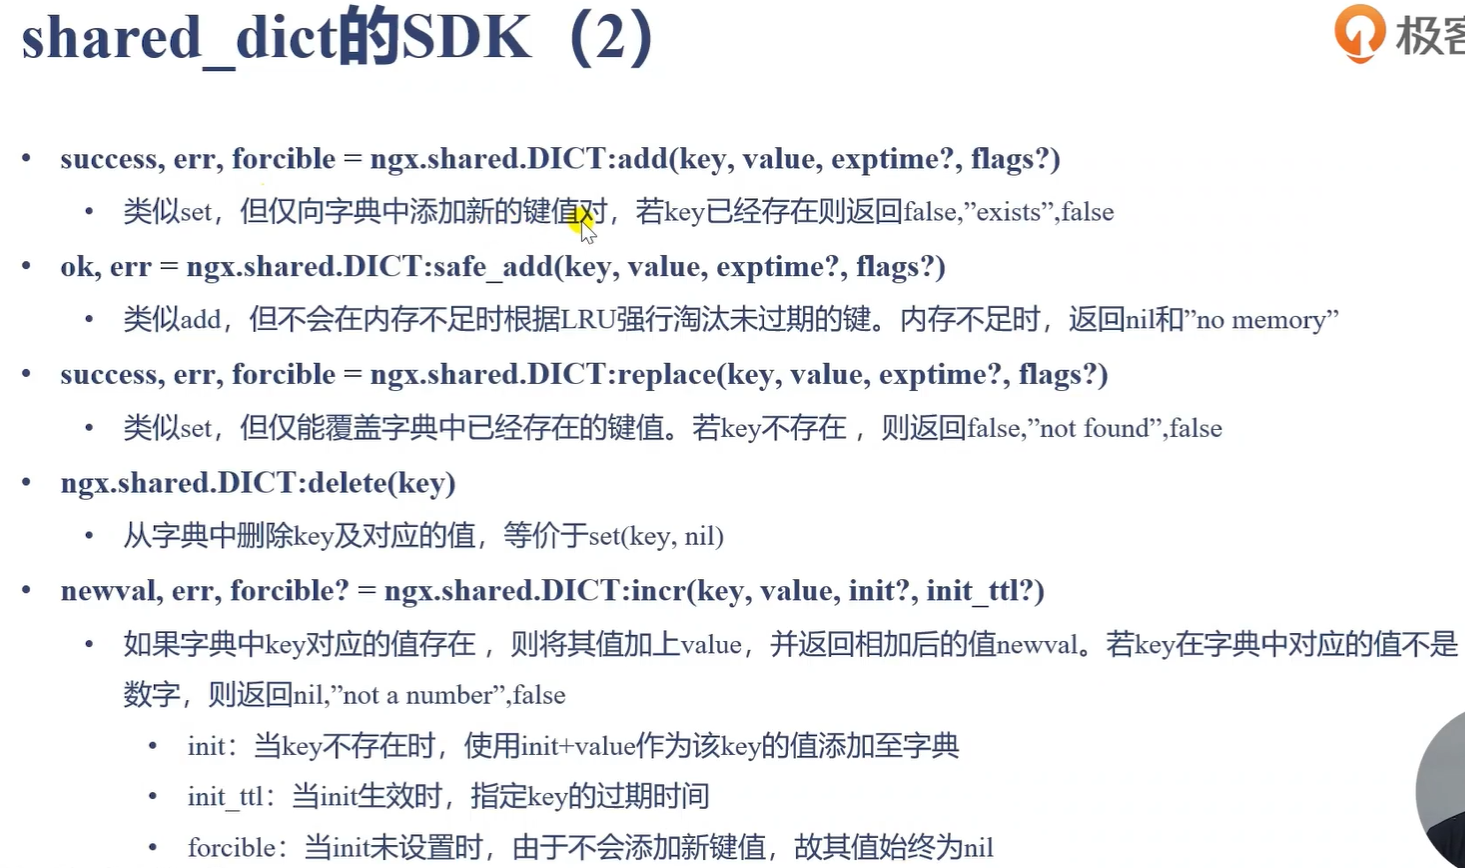 shared_dict的SDK（2）
极客
• success, err, forcible = ngx.shared.DICT:add(key, value, exptime?, flags?)
• 类似set，但仅向字典中添加新的键值对，若key已经存在则返回false,”exists”,false
• ok, err = ngx.shared.DICT:safe_add(key, value, exptime?, flags?)
• 类似add，但不会在内存不足时根据LRU强行淘汰未过期的键。内存不足时，返回nil和”no memory”
• success, err, forcible = ngx.shared.DICT:replace(key, value, exptime?, flags?)
• 类似set，但仅能覆盖字典中已经存在的键值。若key不存在 ，则返回false,”not found”,false
• ngx.shared.DICT:delete(key)
• 从字典中删除key及对应的值，等价于set(key, nil)
• newval, err, forcible? = ngx.shared.DICT:incr(key, value, init?, init_ttl?)
• 如果字典中key对应的值存在 ，则将其值加上value，并返回相加后的值newval。若key在字典中对应的值不是
数字，则返回nil,”not a number”,false
• init：当key不存在时，使用init+value作为该key的值添加至字典
• init_ttl：当init生效时，指定key的过期时间
• forcible：当init未设置时，由于不会添加新键值，故其值始终为nil